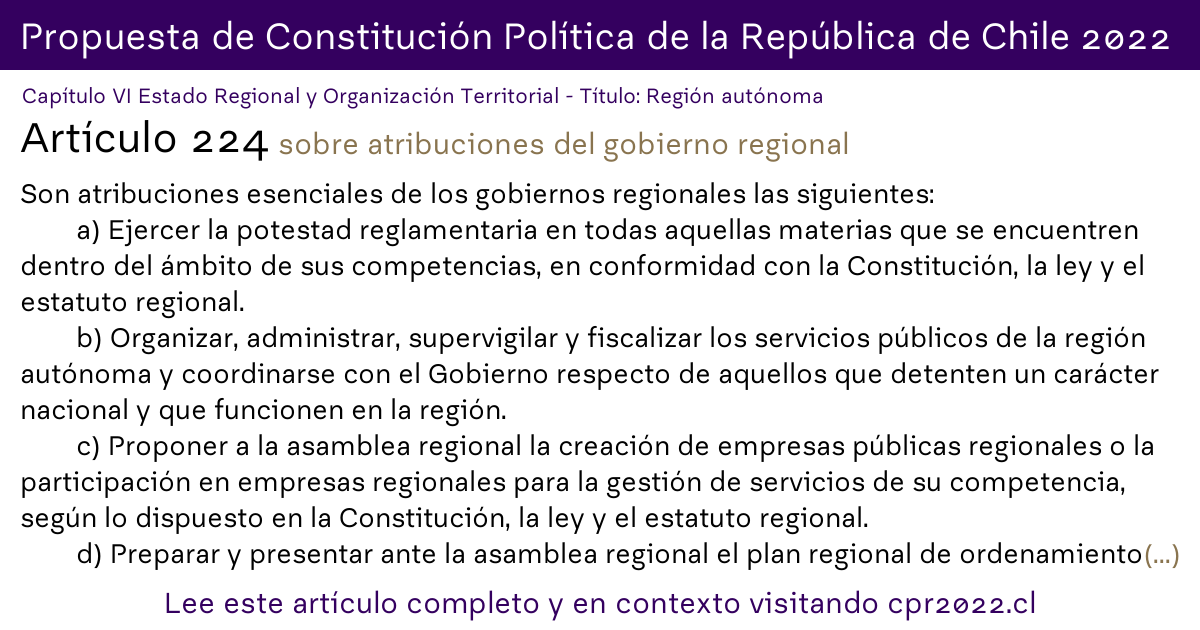 Propuesta de Constitución Política de la República de Chile 2022
Capítulo VI Estado Regional y Organización Territorial - Título: Región autónoma
Artículo 224 sobre atribuciones del gobierno regional
Son atribuciones esenciales de los gobiernos regionales las siguientes:
a) Ejercer la potestad reglamentaria en todas aquellas materias que se encuentren
dentro del ámbito de sus competencias, en conformidad con la Constitución, la ley y el
estatuto regional.
b) Organizar, administrar, supervigilar y fiscalizar los servicios públicos de la región
autónoma y coordinarse con el Gobierno respecto de aquellos que detenten un carácter
nacional y que funcionen en la región.
c) Proponer a la asamblea regional la creación de empresas públicas regionales o la
participación en empresas regionales para la gestión de servicios de su competencia,
según lo dispuesto en la Constitución, la ley y el estatuto regional.
d) Preparar y presentar ante la asamblea regional el plan regional de ordenamiento(...)
Lee este artículo completo y en contexto visitando cpr2022.cl